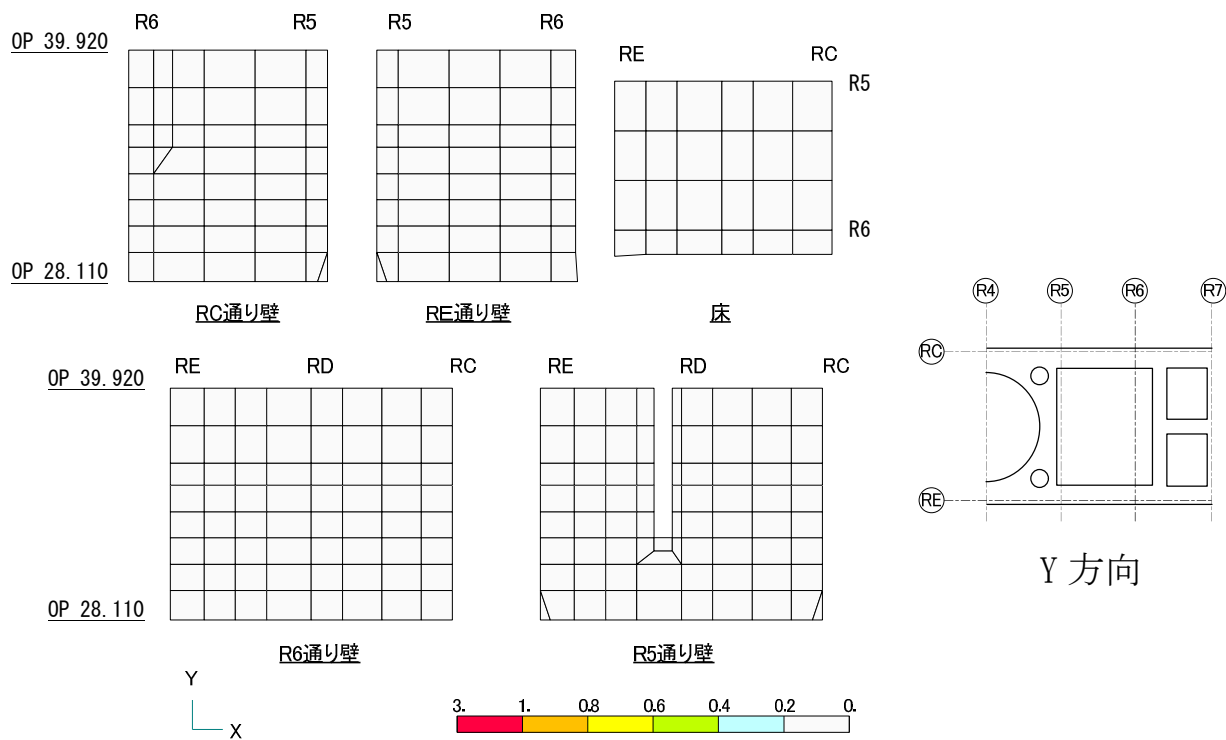 R6 R5
R5 R6
OP 39.920
RE RC
R5
R6
OP 28.110
RC通り壁
RE通り壁
床
R4 R5 R6 R7
RC
RE
Y 方向
RE RD RC
RE RD RC
OP 39.920
OP 28.110
R6通り壁
R5通り壁
Y
X
3. 1. 0.8 0.6 0.4 0.2 0.